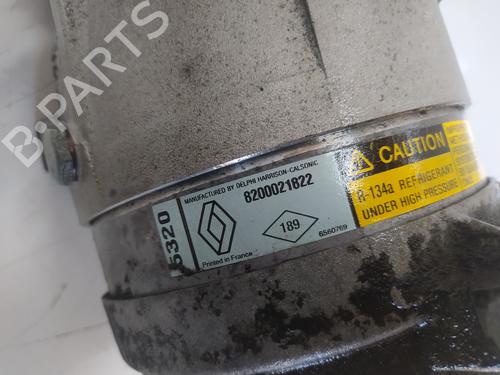 B-PARTS
MANUFACTURED BY DELPHI HARRISON-CALSONIC
8200021822
5320
189
6560769
Printed in France
CAUTION
R-134a REFRIGERANT
UNDER HIGH PRESSURE